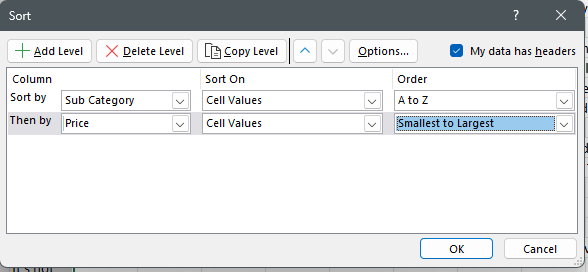 Sort
?
Add Level Delete Level Copy Level Options... My data has headers
Column Sort On Order
Sort by Sub Category Cell Values A to Z
Then by Price Cell Values Smallest to Largest
OK Cancel